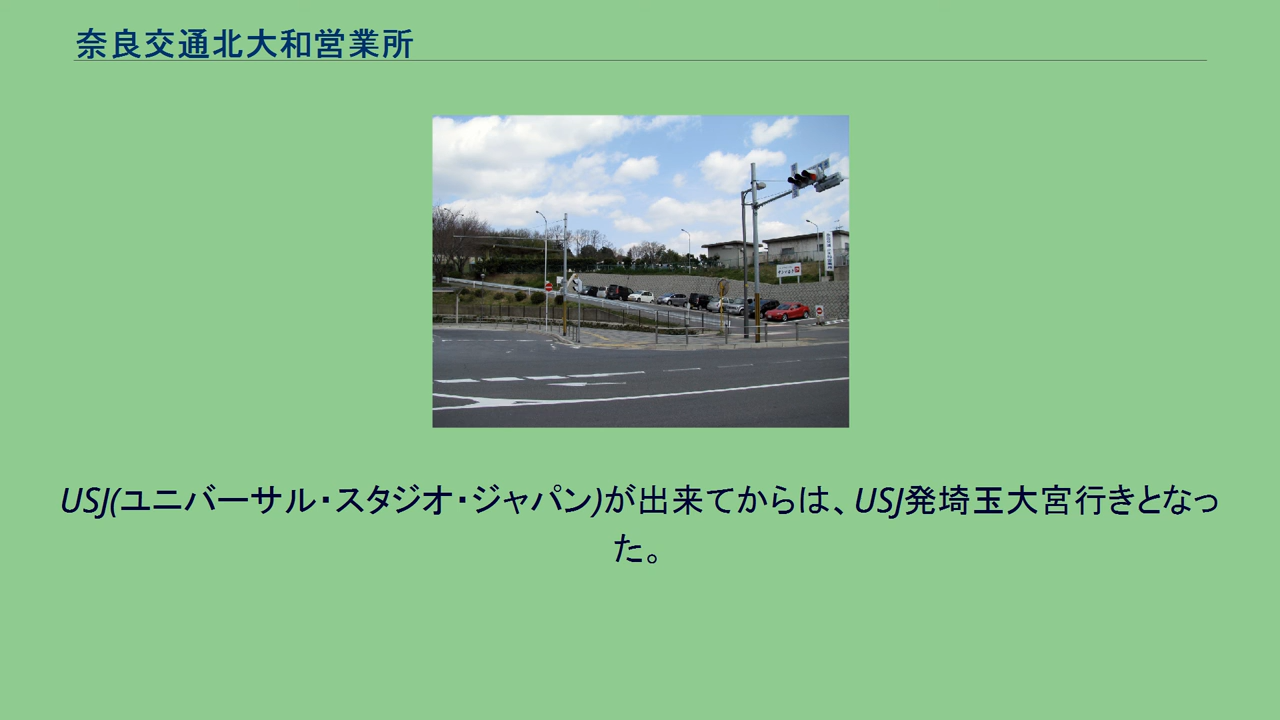 奈良交通北大和営業所
USJ(ユニバーサル・スタジオ・ジャパン)が出来てからは、USJ発埼玉大宮行きとなっ
た。